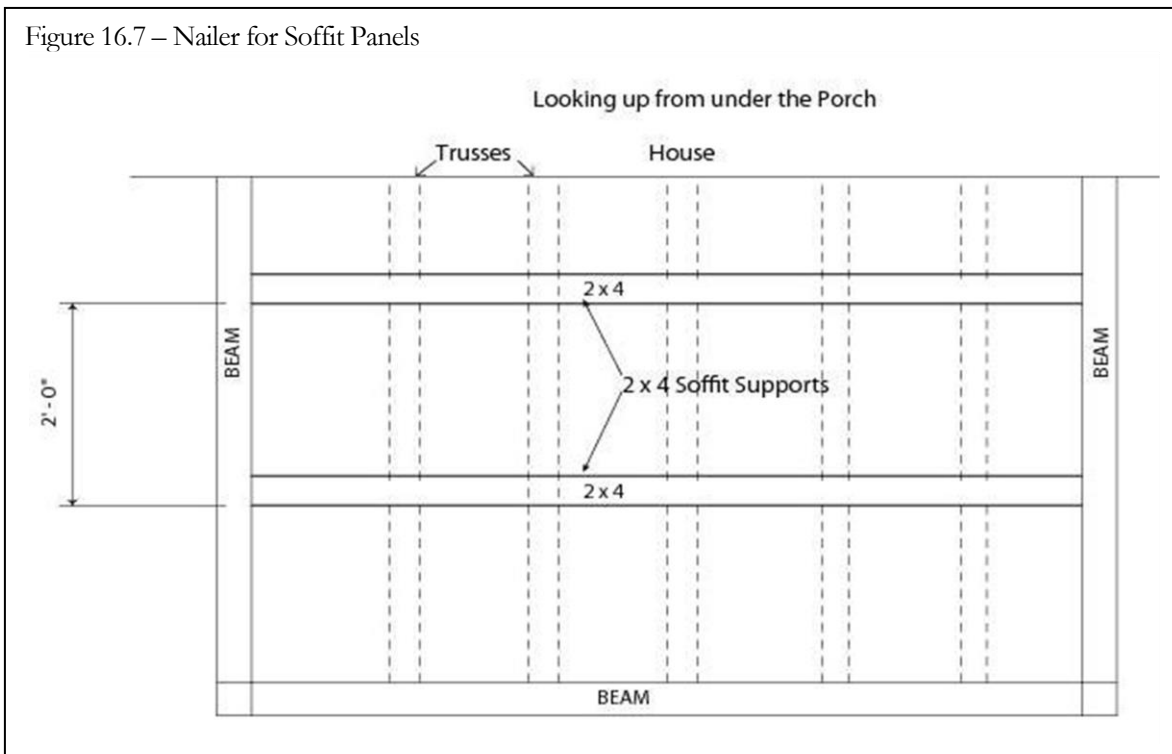 Figure 16.7 – Nailer for Soffit Panels
Looking up from under the Porch
Trusses
House
2 x 4
BEAM
BEAM
2' - 0"
2 x 4 Soffit Supports
2 x 4
BEAM